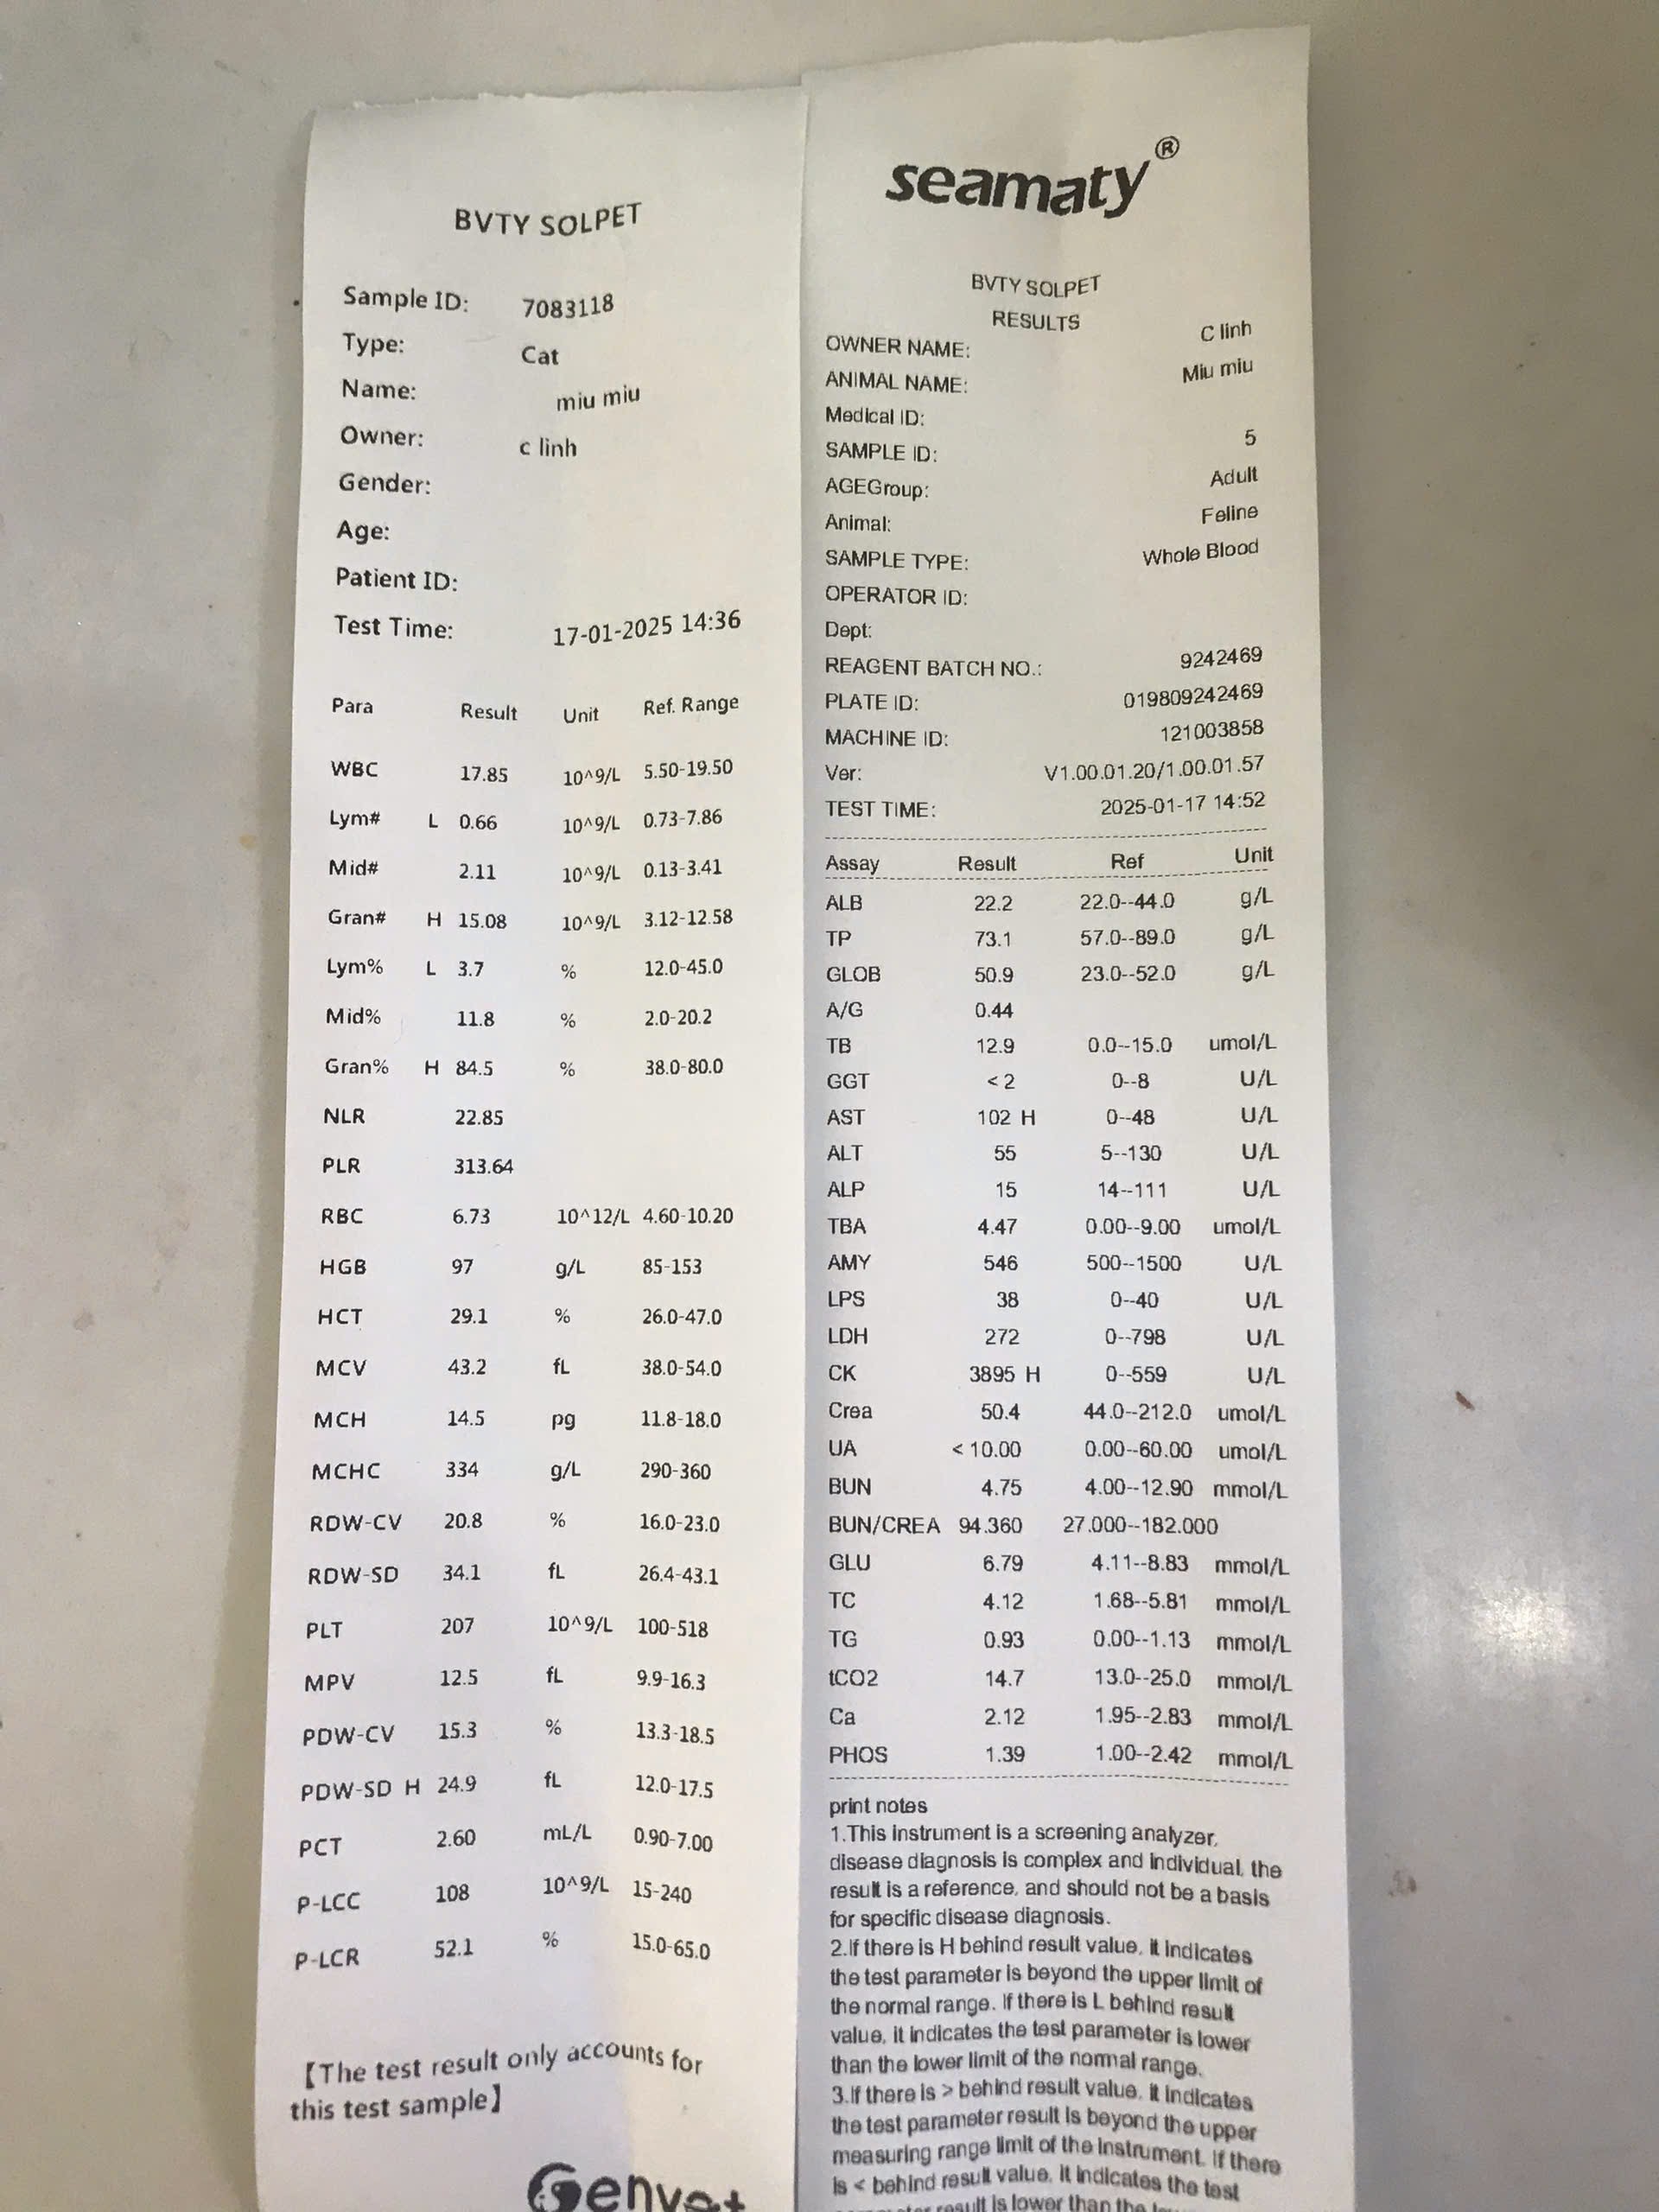 BVTY SOLPET
Sample ID: 7083118
Type: Cat
Name: miu miu
Owner: c linh
Gender:
Age:
Patient ID:
Test Time: 17-01-2025 14:36
Para Result Unit Ref. Range
WBC 17.85 10^9/L 5.50-19.50
Lym# L 0.66 10^9/L 0.73-7.86
Mid# 2.11 10^9/L 0.13-3.41
Gran# H 15.08 10^9/L 3.12-12.58
Lym% L 3.7 % 12.0-45.0
Mid% 11.8 % 2.0-20.2
Gran% H 84.5 % 38.0-80.0
NLR 22.85
PLR 313.64
RBC 6.73 10^12/L 4.60-10.20
HGB 97 g/L 85-153
HCT 29.1 % 26.0-47.0
MCV 43.2 fL 38.0-54.0
MCH 14.5 pg 11.8-18.0
MCHC 334 g/L 290-360
RDW-CV 20.8 % 16.0-23.0
RDW-SD 34.1 fL 26.4-43.1
PLT 207 10^9/L 100-518
MPV 12.5 fL 9.9-16.3
PDW-CV 15.3 % 13.3-18.5
PDW-SD H 24.9 fL 12.0-17.5
PCT 2.60 mL/L 0.90-7.00
P-LCC 108 10^9/L 15-240
P-LCR 52.1 % 15.0-65.0
【The test result only accounts for
this test sample】
Genvet
seamaty®
BVTY SOLPET
RESULTS
OWNER NAME: C linh
ANIMAL NAME: Miu miu
Medical ID:
SAMPLE ID: 5
AGEGroup: Adult
Animal: Feline
SAMPLE TYPE: Whole Blood
OPERATOR ID:
Dept:
REAGENT BATCH NO.: 9242469
PLATE ID: 019809242469
MACHINE ID: 121003858
Ver: V1.00.01.20/1.00.01.57
TEST TIME: 2025-01-17 14:52
Assay Result Ref Unit
ALB 22.2 22.0--44.0 g/L
TP 73.1 57.0--89.0 g/L
GLOB 50.9 23.0--52.0 g/L
A/G 0.44
TB 12.9 0.0--15.0 umol/L
GGT < 2 0--8 U/L
AST 102 H 0--48 U/L
ALT 55 5--130 U/L
ALP 15 14--111 U/L
TBA 4.47 0.00--9.00 umol/L
AMY 546 500--1500 U/L
LPS 38 0--40 U/L
LDH 272 0--798 U/L
CK 3895 H 0--559 U/L
Crea 50.4 44.0--212.0 umol/L
UA < 10.00 0.00--60.00 umol/L
BUN 4.75 4.00--12.90 mmol/L
BUN/CREA 94.360 27.000--182.000
GLU 6.79 4.11--8.83 mmol/L
TC 4.12 1.68--5.81 mmol/L
TG 0.93 0.00--1.13 mmol/L
tCO2 14.7 13.0--25.0 mmol/L
Ca 2.12 1.95--2.83 mmol/L
PHOS 1.39 1.00--2.42 mmol/L
print notes
1.This instrument is a screening analyzer,
disease diagnosis is complex and individual, the
result is a reference, and should not be a basis
for specific disease diagnosis.
2.If there is H behind result value, it indicates
the test parameter is beyond the upper limit of
the normal range. If there is L behind result
value, it indicates the test parameter is lower
than the lower limit of the normal range.
3.If there is > behind result value, it indicates
the test parameter result is beyond the upper
measuring range limit of the instrument. If there
is < behind result value, it indicates the test
result is lower than the